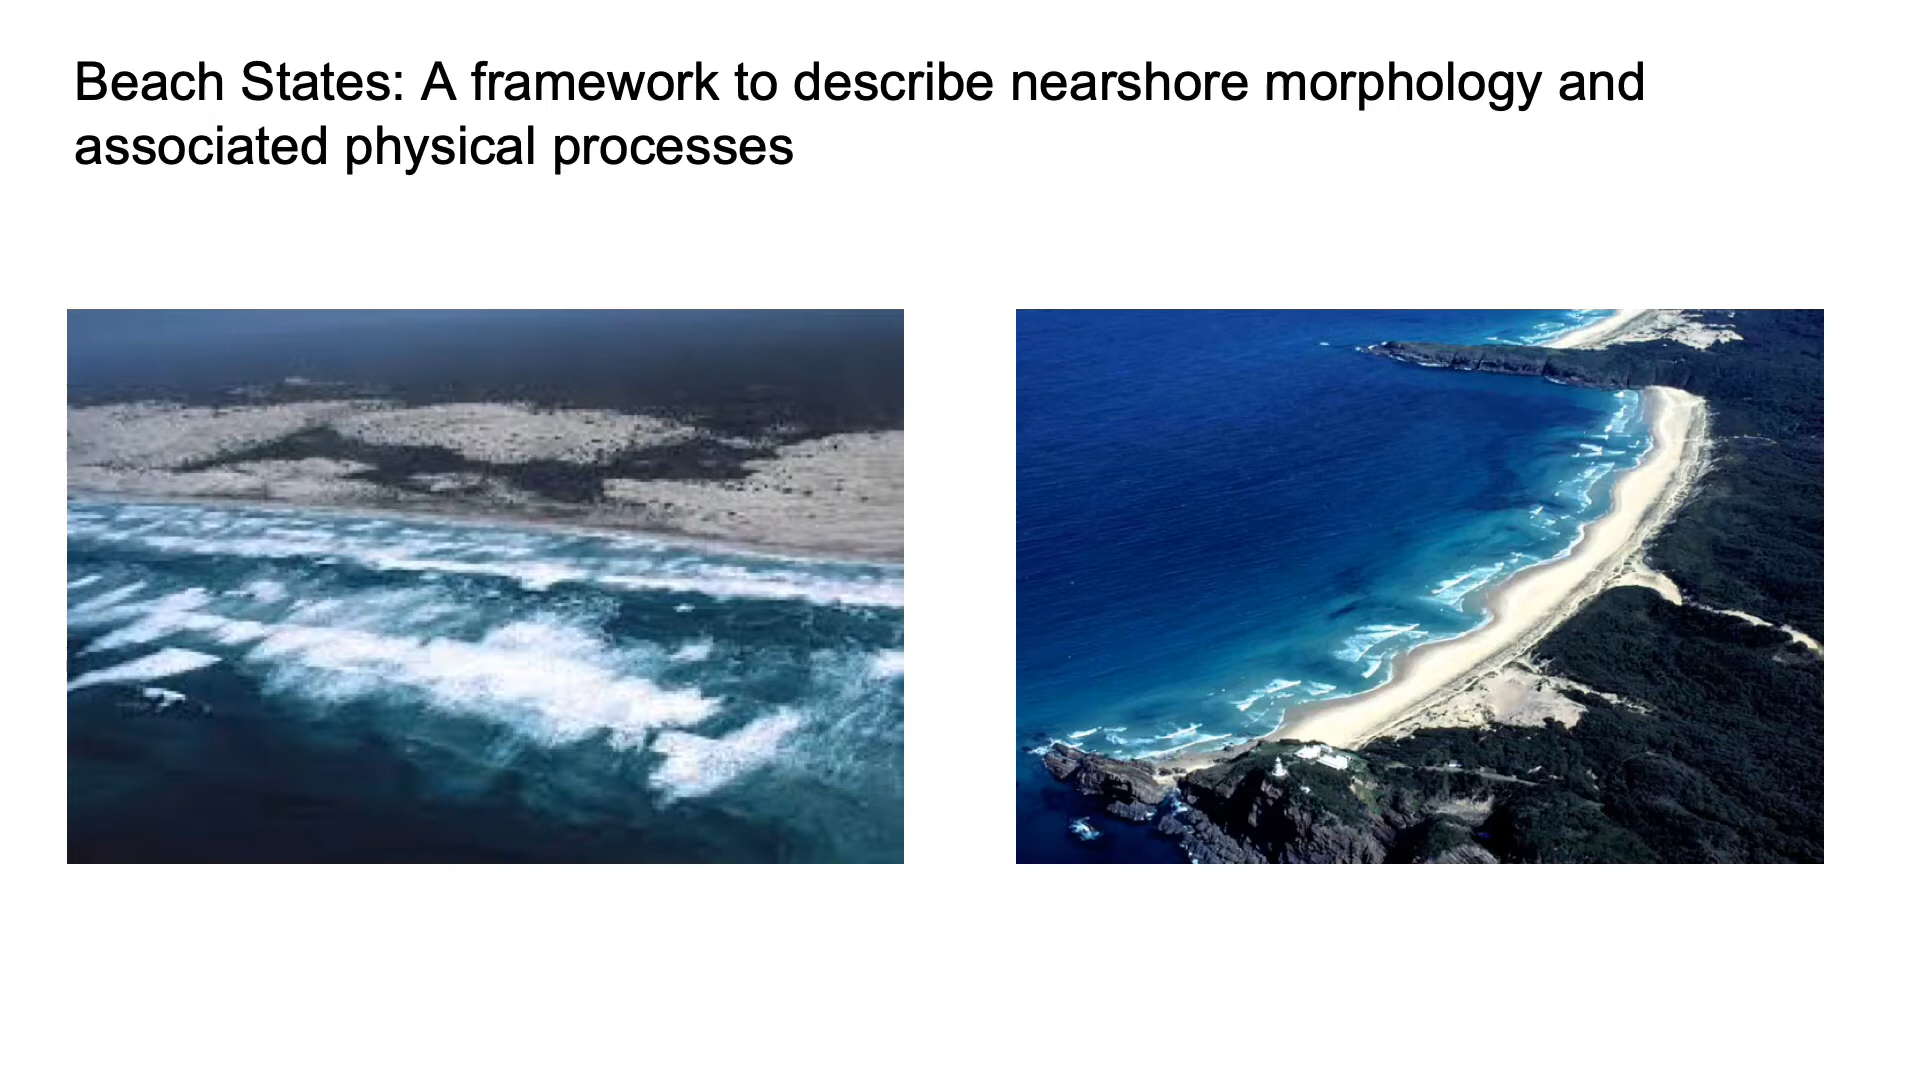 Beach States: A framework to describe nearshore morphology and
associated physical processes